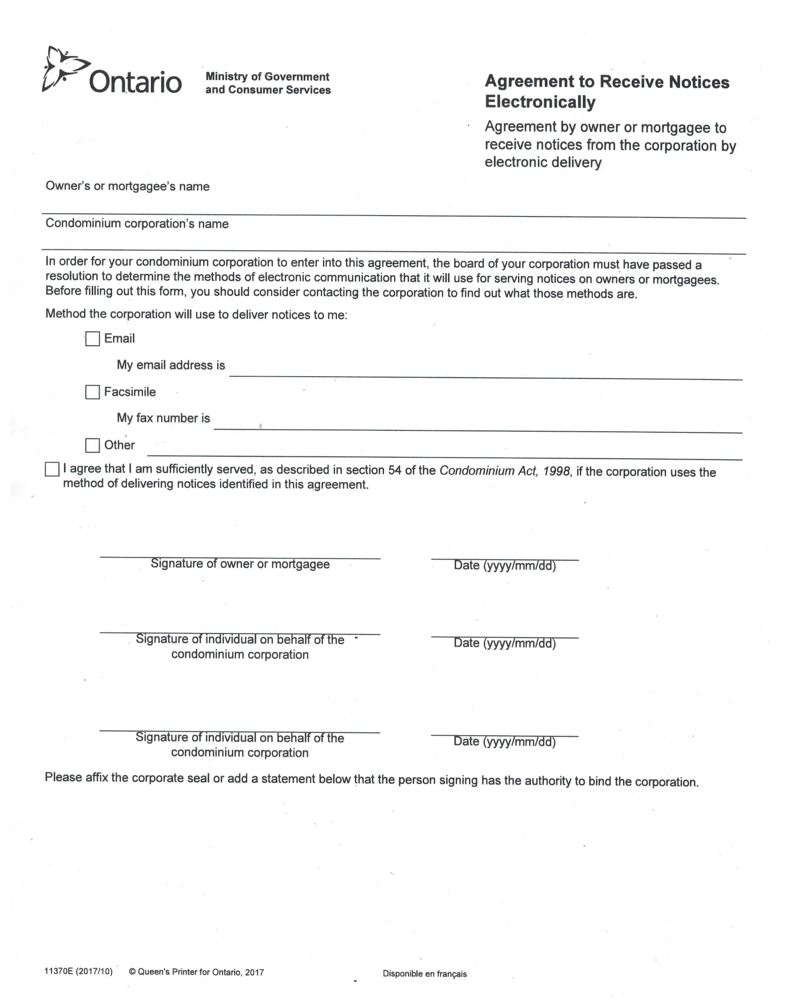 Ontario
Ministry of Government
and Consumer Services
Agreement to Receive Notices
Electronically
Agreement by owner or mortgagee to
receive notices from the corporation by
electronic delivery
Owner's or mortgagee's name
Condominium corporation's name
In order for your condominium corporation to enter into this agreement, the board of your corporation must have passed a
resolution to determine the methods of electronic communication that it will use for serving notices on owners or mortgagees.
Before filling out this form, you should consider contacting the corporation to find out what those methods are.
Method the corporation will use to deliver notices to me:
Email
My email address is
Facsimile
My fax number is
Other
I agree that I am sufficiently served, as described in section 54 of the Condominium Act, 1998, if the corporation uses the
method of delivering notices identified in this agreement.
Signature of owner or mortgagee
Date (yyyy/mm/dd)
Signature of individual on behalf of the
condominium corporation
Date (yyyy/mm/dd)
Signature of individual on behalf of the
condominium corporation
Date (yyyy/mm/dd)
Please affix the corporate seal or add a statement below that the person signing has the authority to bind the corporation.
11370E (2017/10) © Queen's Printer for Ontario, 2017 Disponible en français